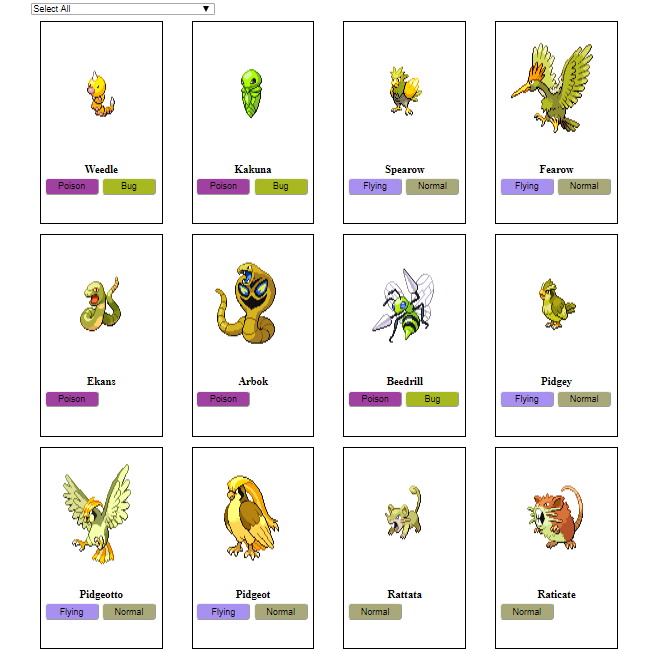 Select All ▼
Weedle Kakuna Spearow Fearow
Poison Bug Poison Bug Flying Normal Flying Normal
Ekans Arbok Beedrill Pidgey
Poison Poison Poison Bug Flying Normal
Pidgeotto Pidgeot Rattata Raticate
Flying Normal Flying Normal Normal Normal